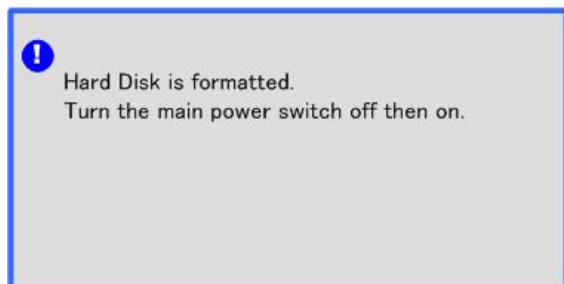 Hard Disk is formatted.
Turn the main power switch off then on.